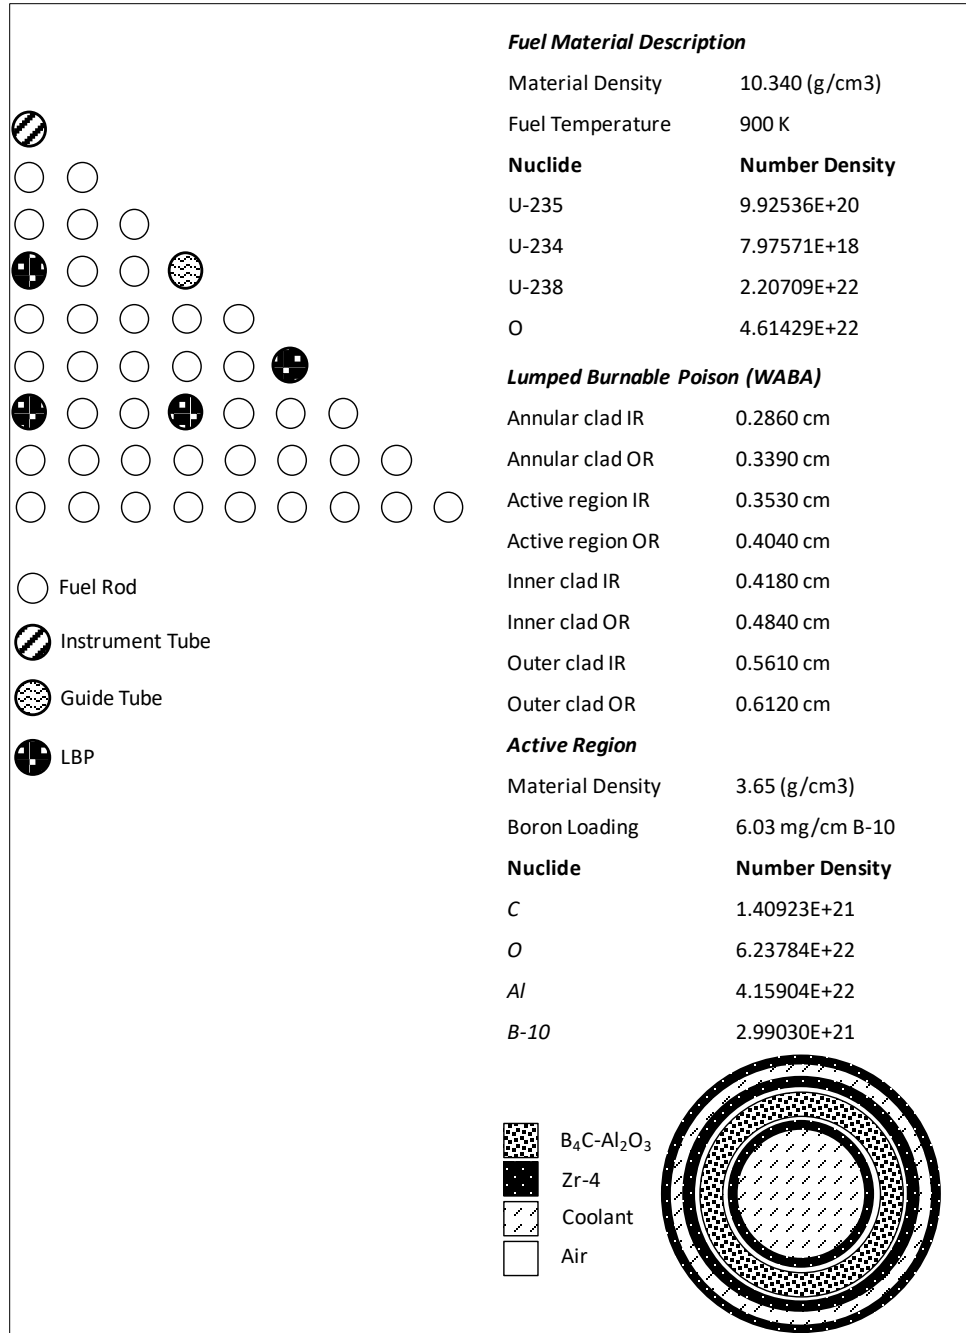 Fuel Material Description
Material Density 10.340 (g/cm3)
Fuel Temperature 900 K
Nuclide Number Density
U-235 9.92536E+20
U-234 7.97571E+18
U-238 2.20709E+22
O 4.61429E+22
Lumped Burnable Poison (WABA)
Annular clad IR 0.2860 cm
Annular clad OR 0.3390 cm
Active region IR 0.3530 cm
Active region OR 0.4040 cm
Inner clad IR 0.4180 cm
Inner clad OR 0.4840 cm
Outer clad IR 0.5610 cm
Outer clad OR 0.6120 cm
Active Region
Material Density 3.65 (g/cm3)
Boron Loading 6.03 mg/cm B-10
Nuclide Number Density
C 1.40923E+21
O 6.23784E+22
Al 4.15904E+22
B-10 2.99030E+21
Fuel Rod
Instrument Tube
Guide Tube
LBP
B₄C-Al₂O₃
Zr-4
Coolant
Air